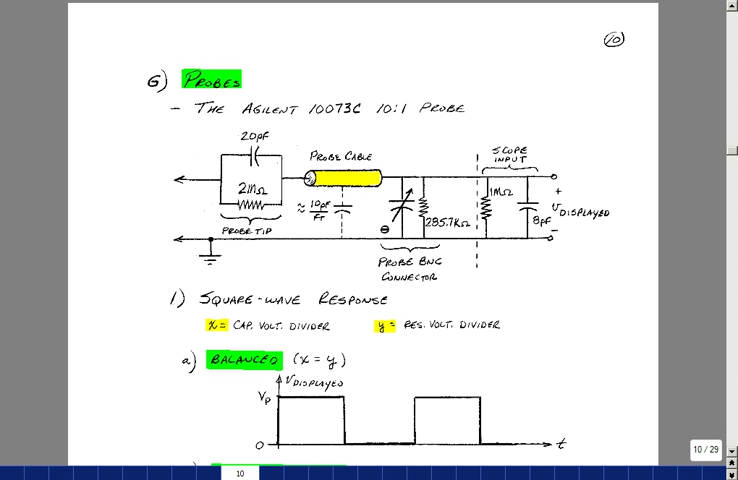 10
G) PROBES
- THE AGILENT 10073C 10:1 PROBE
20pF
PROBE CABLE
SCOPE
INPUT
2MΩ
≈ 10pF
FT
1MΩ
+
VDISPLAYED
-
285.7KΩ
8pF
PROBE TIP
PROBE BNC
CONNECTOR
1) SQUARE-WAVE RESPONSE
x = CAP. VOLT. DIVIDER y = RES. VOLT. DIVIDER
a) BALANCED (x = y)
VDISPLAYED
Vp
0
t
10 / 29
10